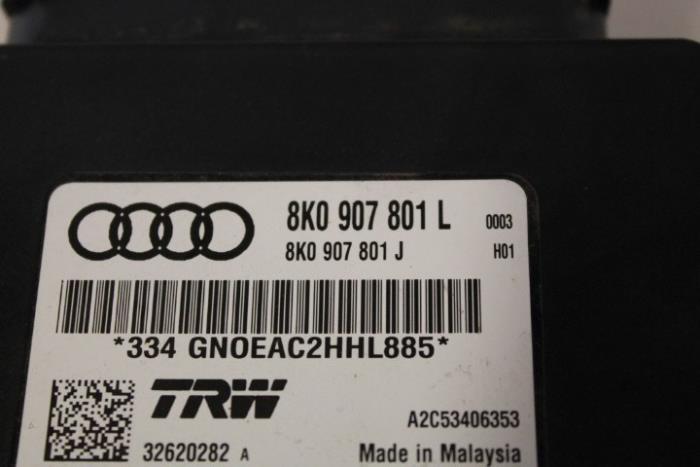 8K0 907 801 L 0003
8K0 907 801 J H01
*334 GNOEAC2HHL885*
TRW A2C53406353
32620282 A Made in Malaysia